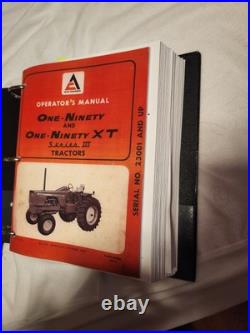 OPERATOR'S MANUAL
ONE-NINETY
AND
ONE-NINETY XT
Series III
TRACTORS
SERIAL NO. 23001 AND UP